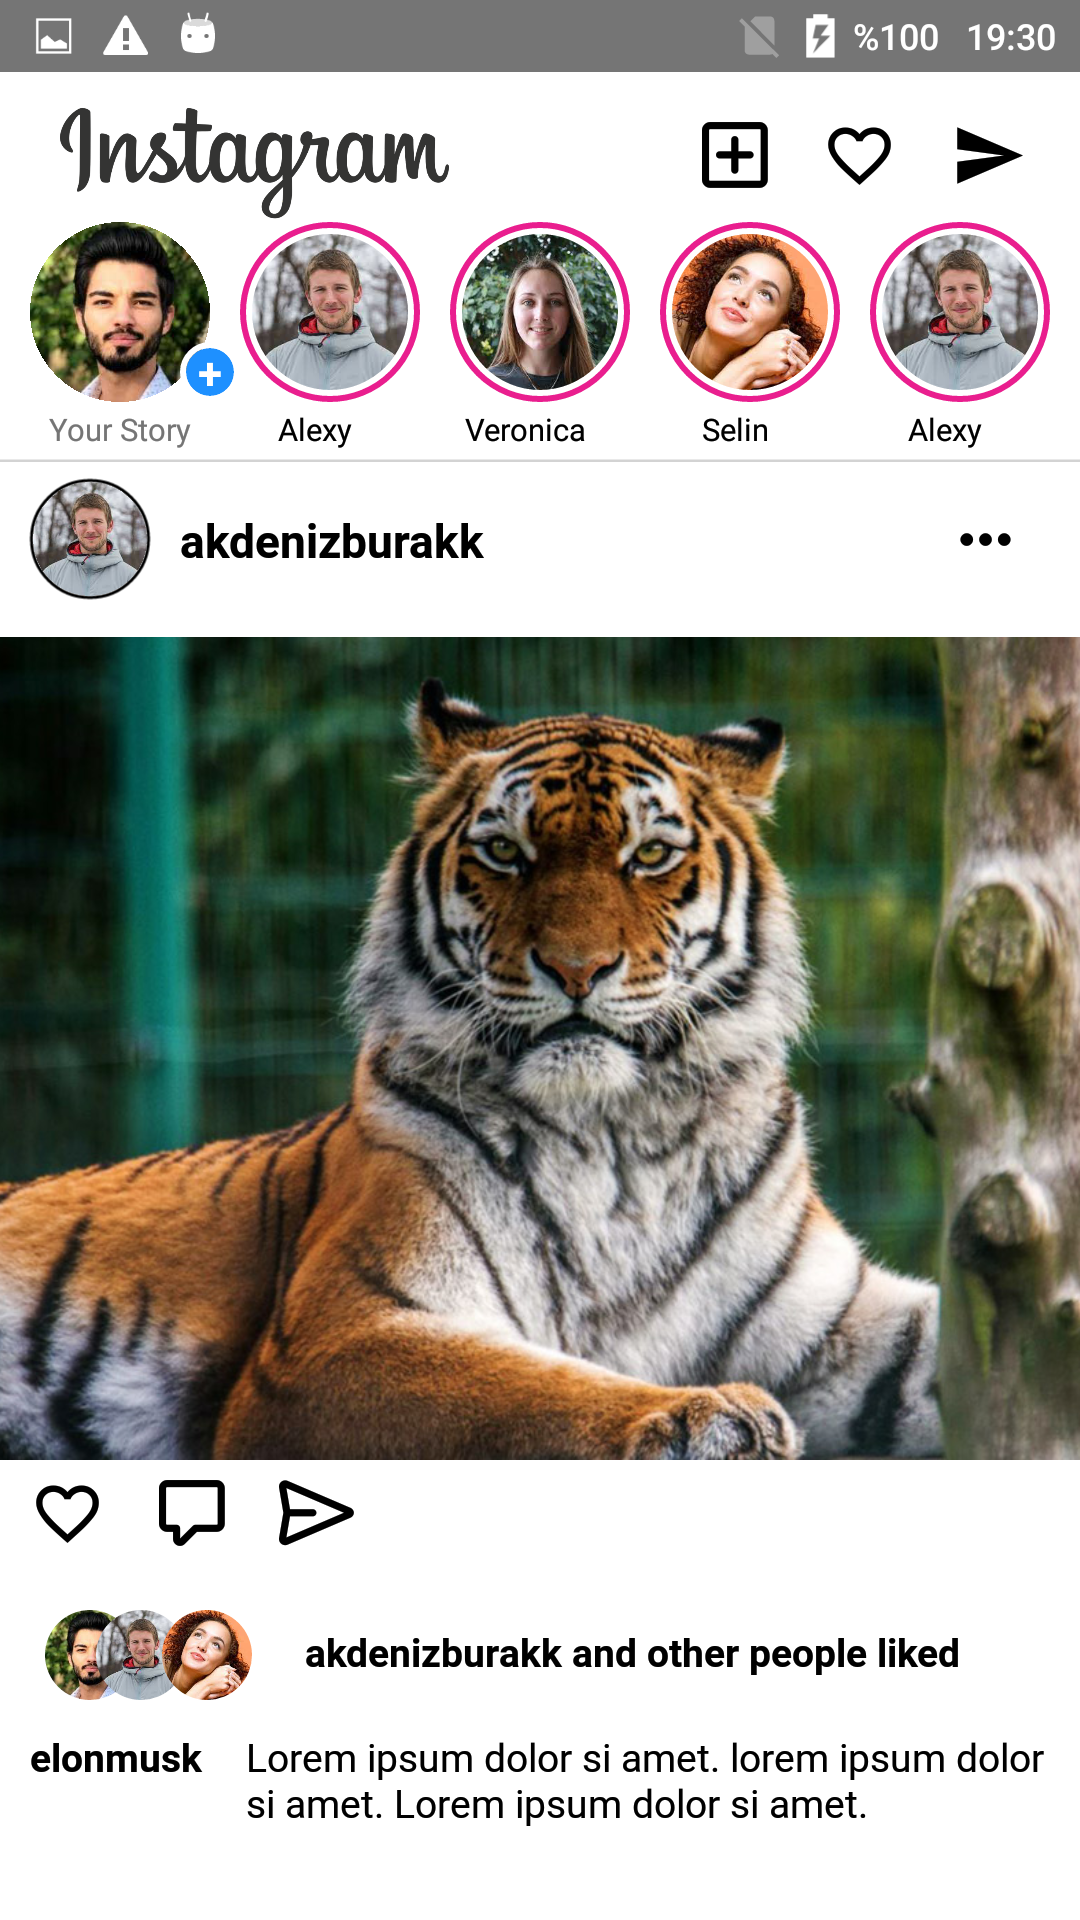 %100 19:30
Instagram
Your Story Alexy Veronica Selin Alexy
akdenizburakk
akdenizburakk and other people liked
elonmusk Lorem ipsum dolor si amet. lorem ipsum dolor
si amet. Lorem ipsum dolor si amet.